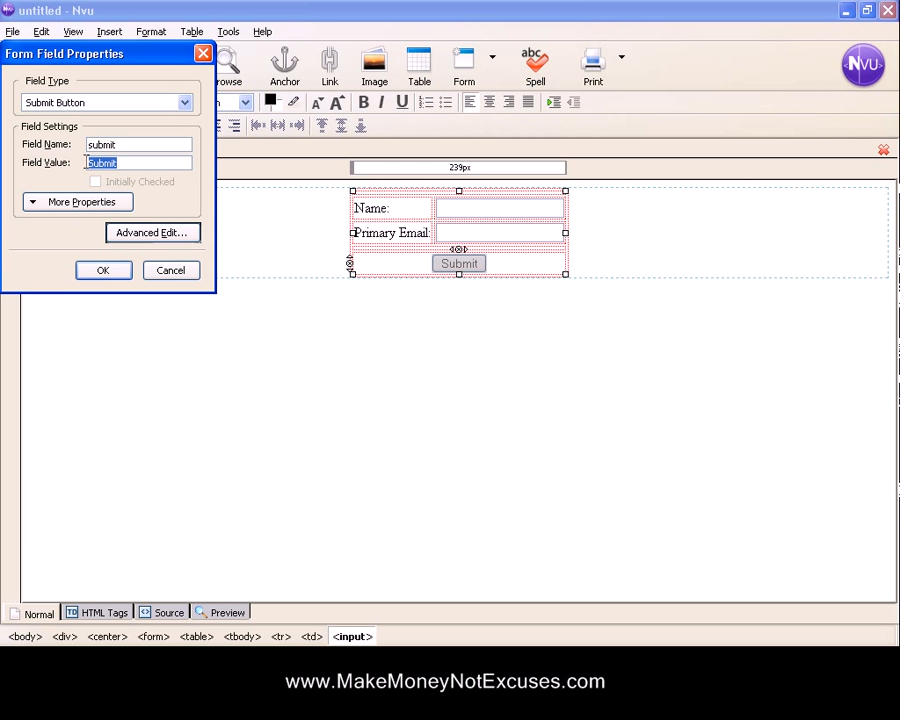 untitled - Nvu
File Edit View Insert Format Table Tools Help
Form Field Properties
Browse Anchor Link Image Table Form Spell Print
NVU
Field Type
Submit Button
B I U
Field Settings
Field Name: submit
Field Value: Submit
Initially Checked
More Properties
Advanced Edit...
OK Cancel
239px
Name:
Primary Email:
Submit
Normal HTML Tags Source Preview
<body> <div> <center> <form> <table> <tbody> <tr> <td> <input>
www.MakeMoneyNotExcuses.com